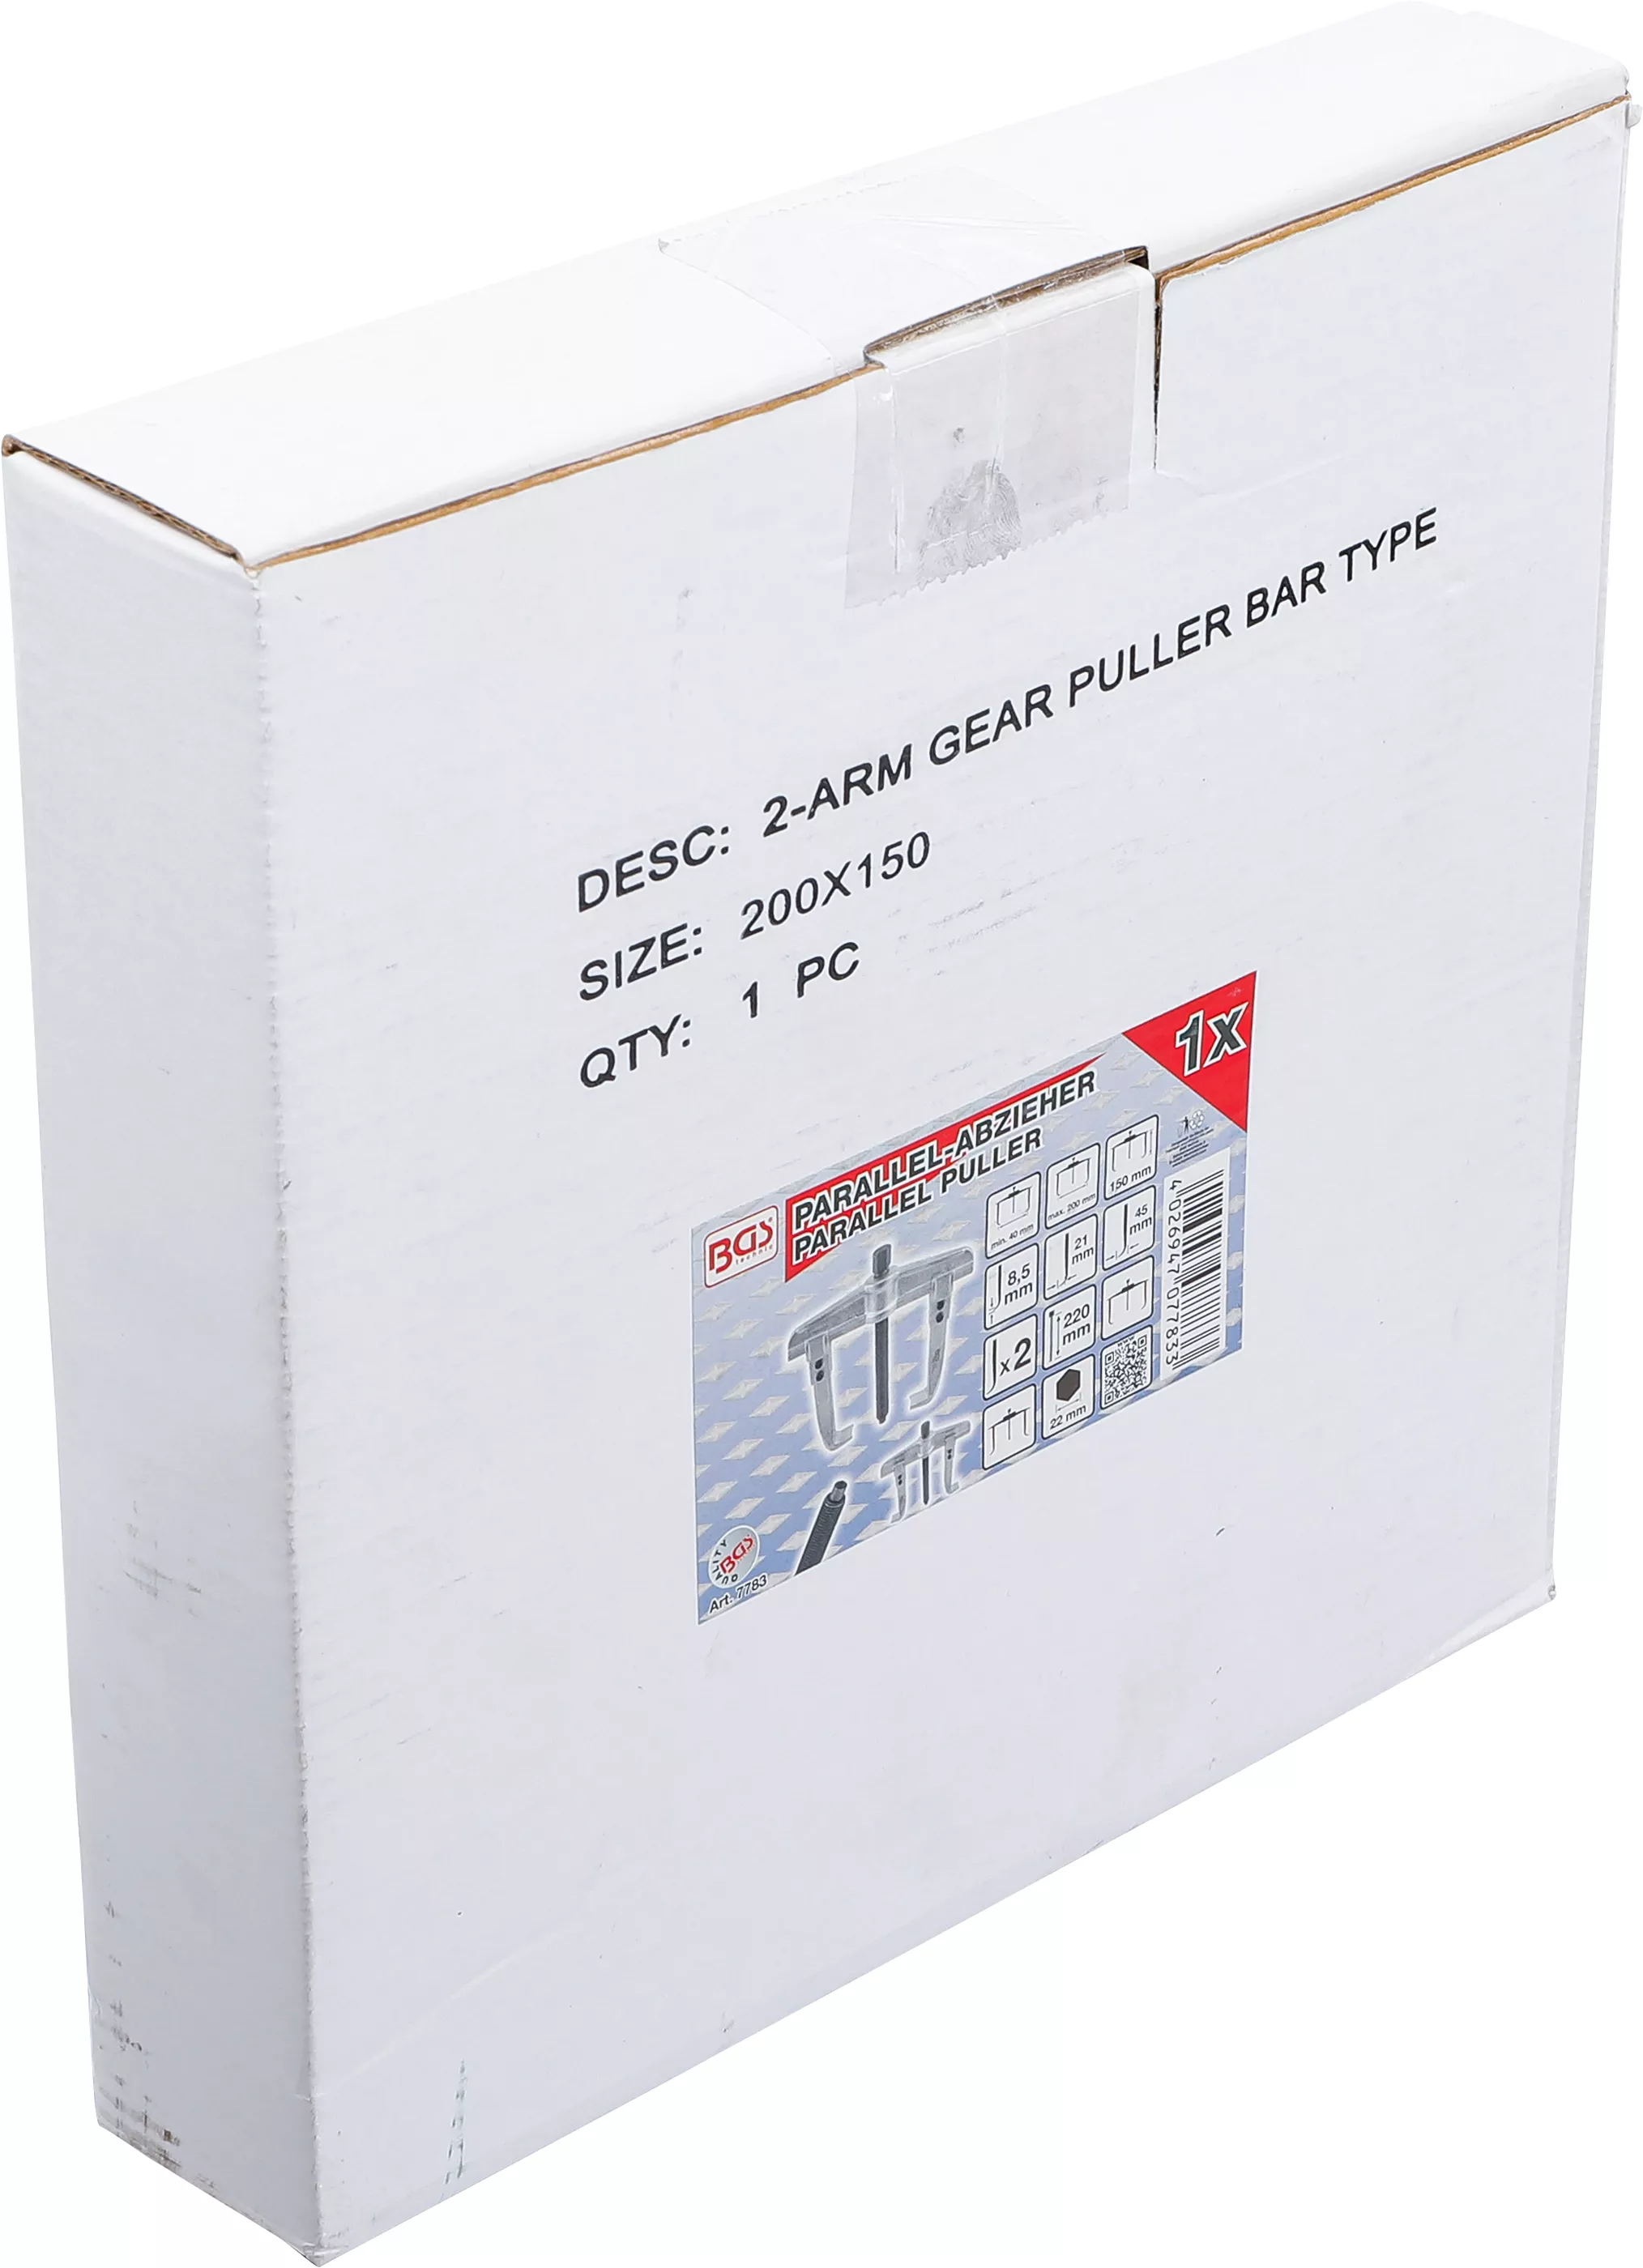 DESC: 2-ARM GEAR PULLER BAR TYPE
SIZE: 200X150
QTY: 1 PC
1x
BGS
technic
PARALLEL-ABZIEHER
PARALLEL PULLER
min. 40 mm
max. 200 mm
150 mm
8,5 mm
21 mm
45 mm
x2
220 mm
22 mm
4 026947 077833
QUALITY
BGS
Art. 7783